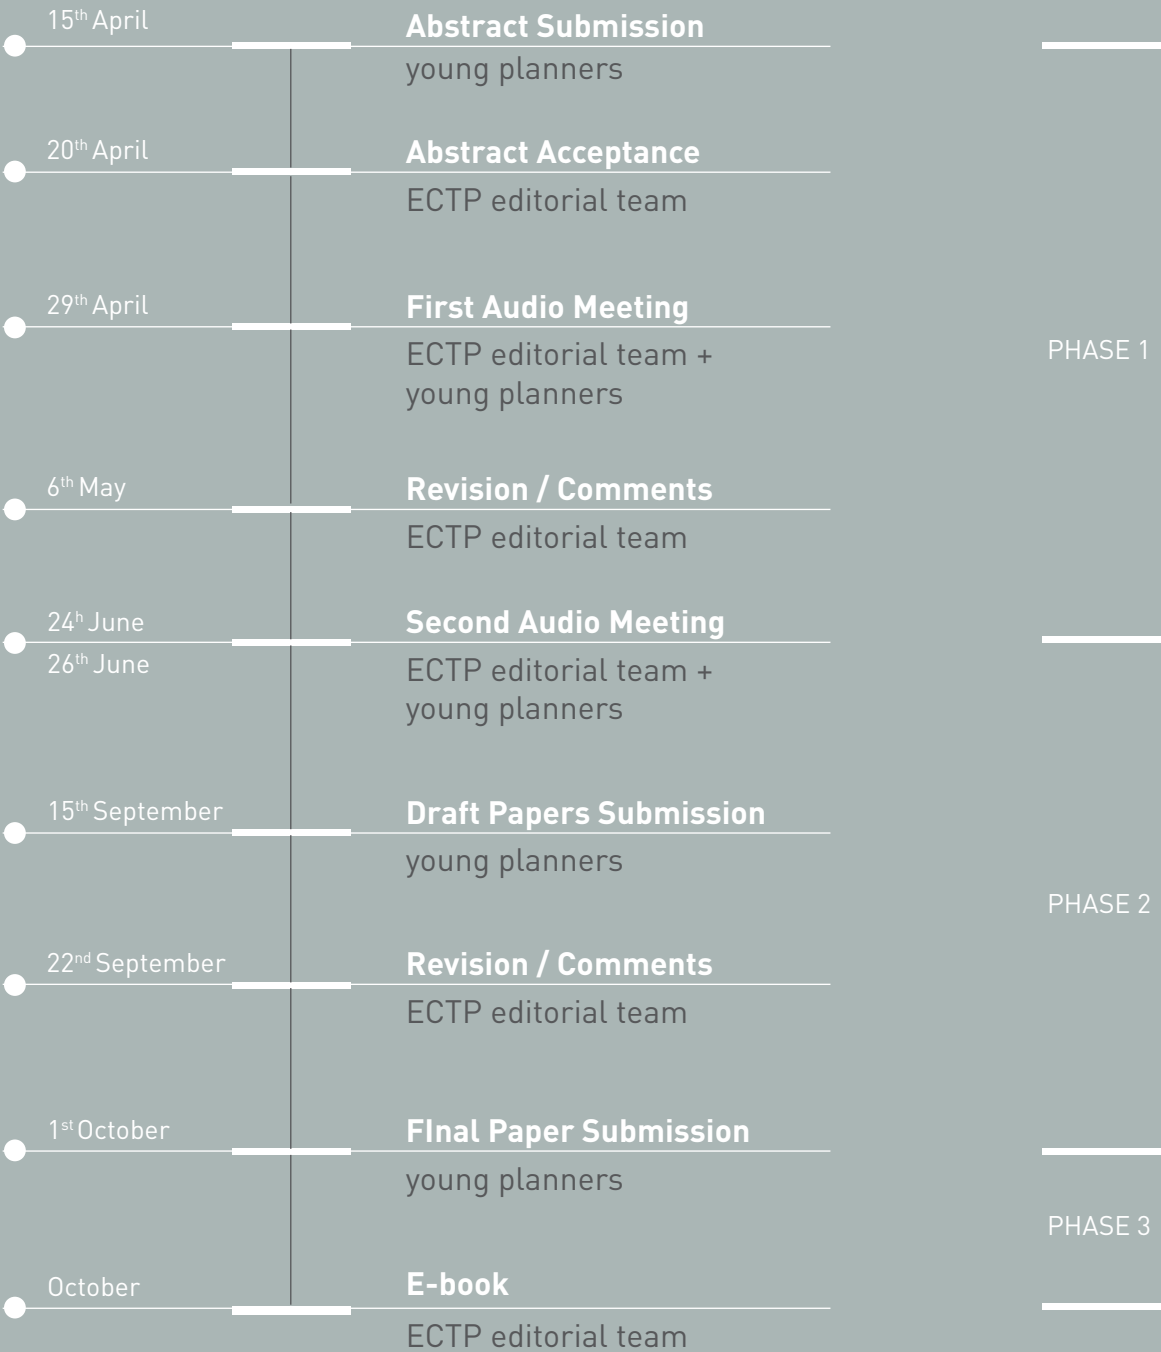 15th April
Abstract Submission
young planners
20th April
Abstract Acceptance
ECTP editorial team
29th April
First Audio Meeting
ECTP editorial team +
young planners
PHASE 1
6th May
Revision / Comments
ECTP editorial team
24h June
Second Audio Meeting
26th June
ECTP editorial team +
young planners
15th September
Draft Papers Submission
young planners
PHASE 2
22nd September
Revision / Comments
ECTP editorial team
1st October
FInal Paper Submission
young planners
PHASE 3
October
E-book
ECTP editorial team